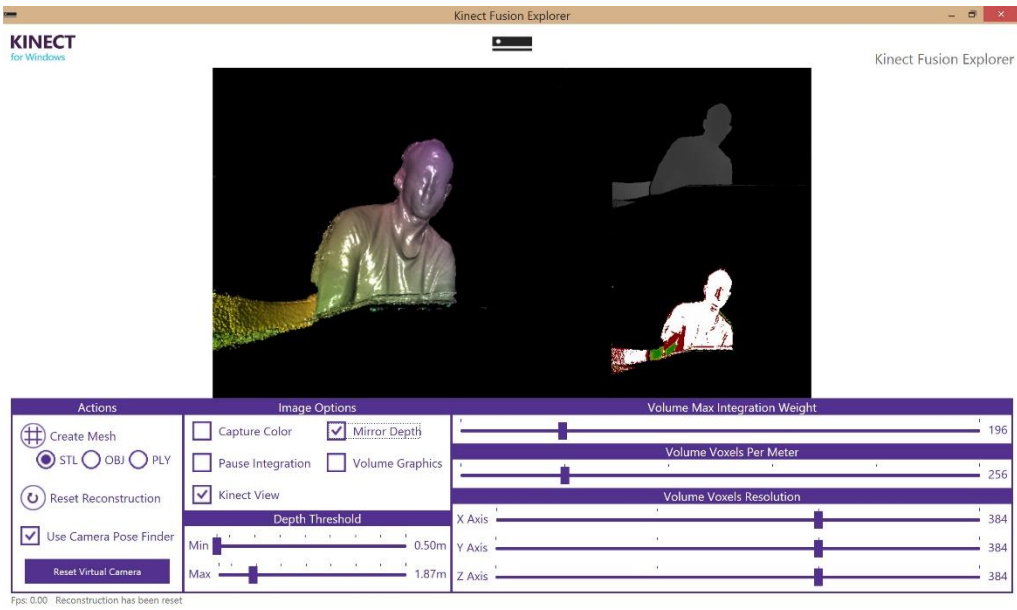 Kinect Fusion Explorer
KINECT
for Windows
Kinect Fusion Explorer
Actions
Create Mesh
STL OBJ PLY
Reset Reconstruction
Use Camera Pose Finder
Reset Virtual Camera
Image Options
Capture Color Mirror Depth
Pause Integration Volume Graphics
Kinect View
Depth Threshold
Min 0.50m
Max 1.87m
Volume Max Integration Weight
196
Volume Voxels Per Meter
256
Volume Voxels Resolution
X Axis 384
Y Axis 384
Z Axis 384
Fps: 0.00 Reconstruction has been reset